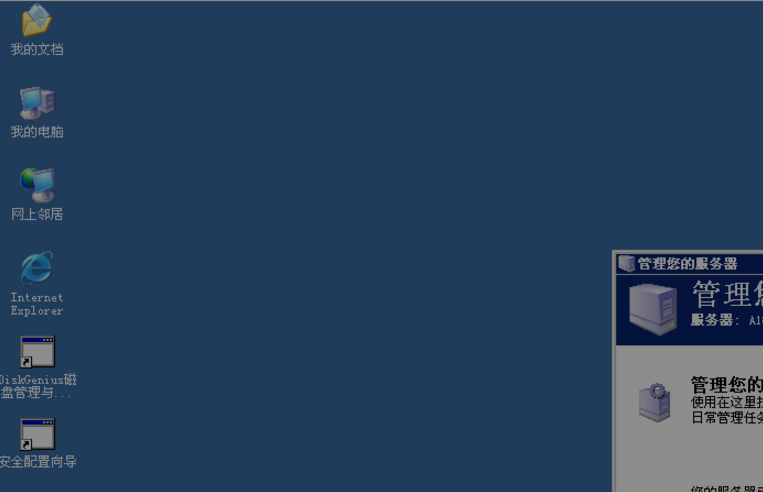 我的文档
我的电脑
网上邻居
Internet
Explorer
DiskGenius磁
盘管理与...
安全配置向导
管理您的服务器
管理
服务器: A18
管理您的
使用在这里
日常管理任务
您的服务器